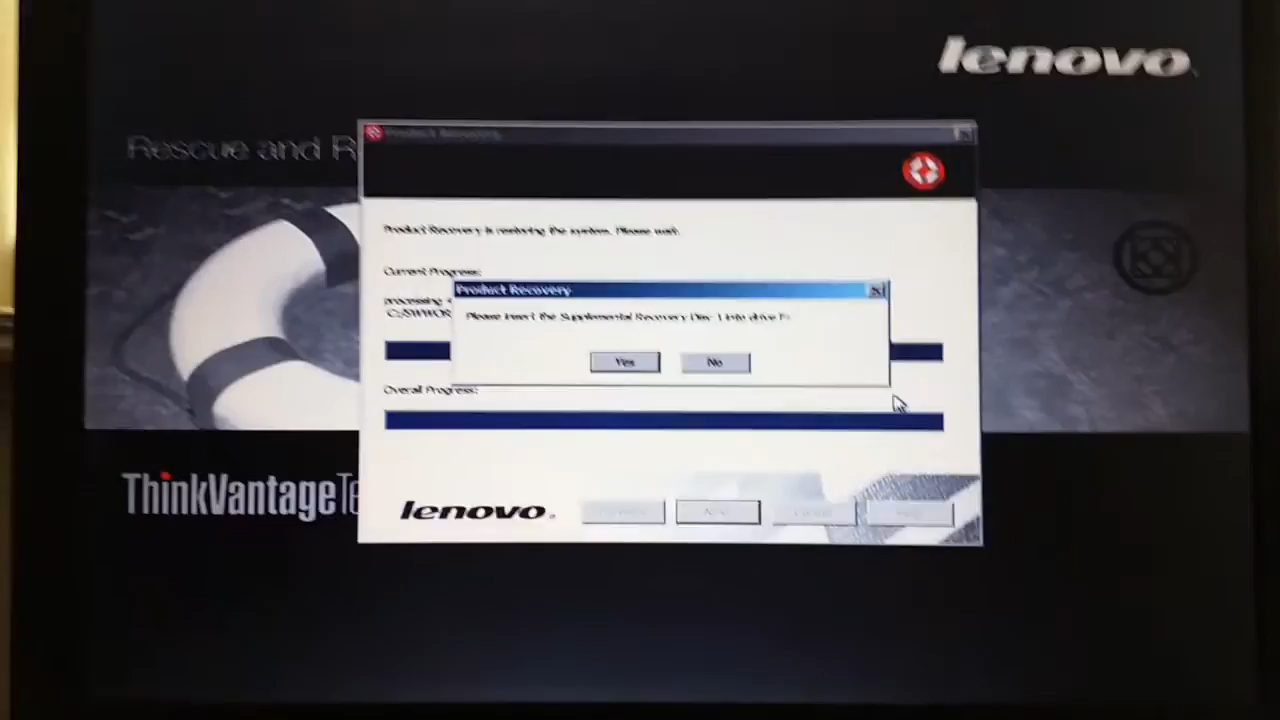 lenovo
Rescue and R
Product Recovery
Product Recovery is restoring the system. Please wait.
Current Progress:
processing
C:/SWWOR
Product Recovery
Please insert the Supplemental Recovery Disc 1 into drive
Yes
No
Overall Progress:
ThinkVantage Te
lenovo